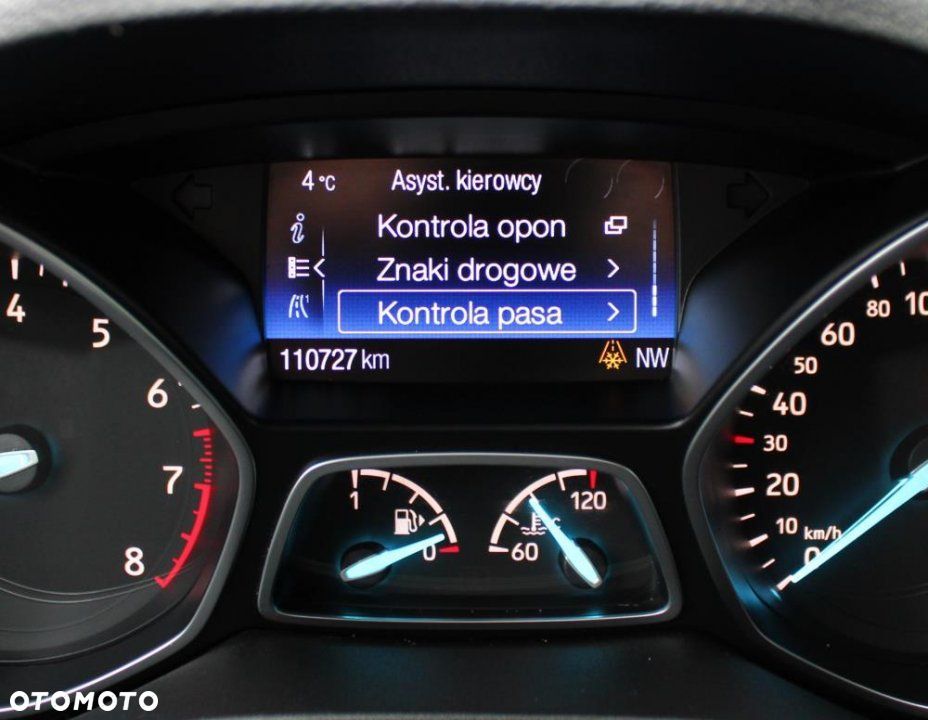 4 °C Asyst. kierowcy
Kontrola opon
Znaki drogowe
Kontrola pasa
110727 km NW
4
5
6
7
8
1
0
60
120
°C
80 100
60
50
40
30
20
10
km/h
0
OTOMOTO